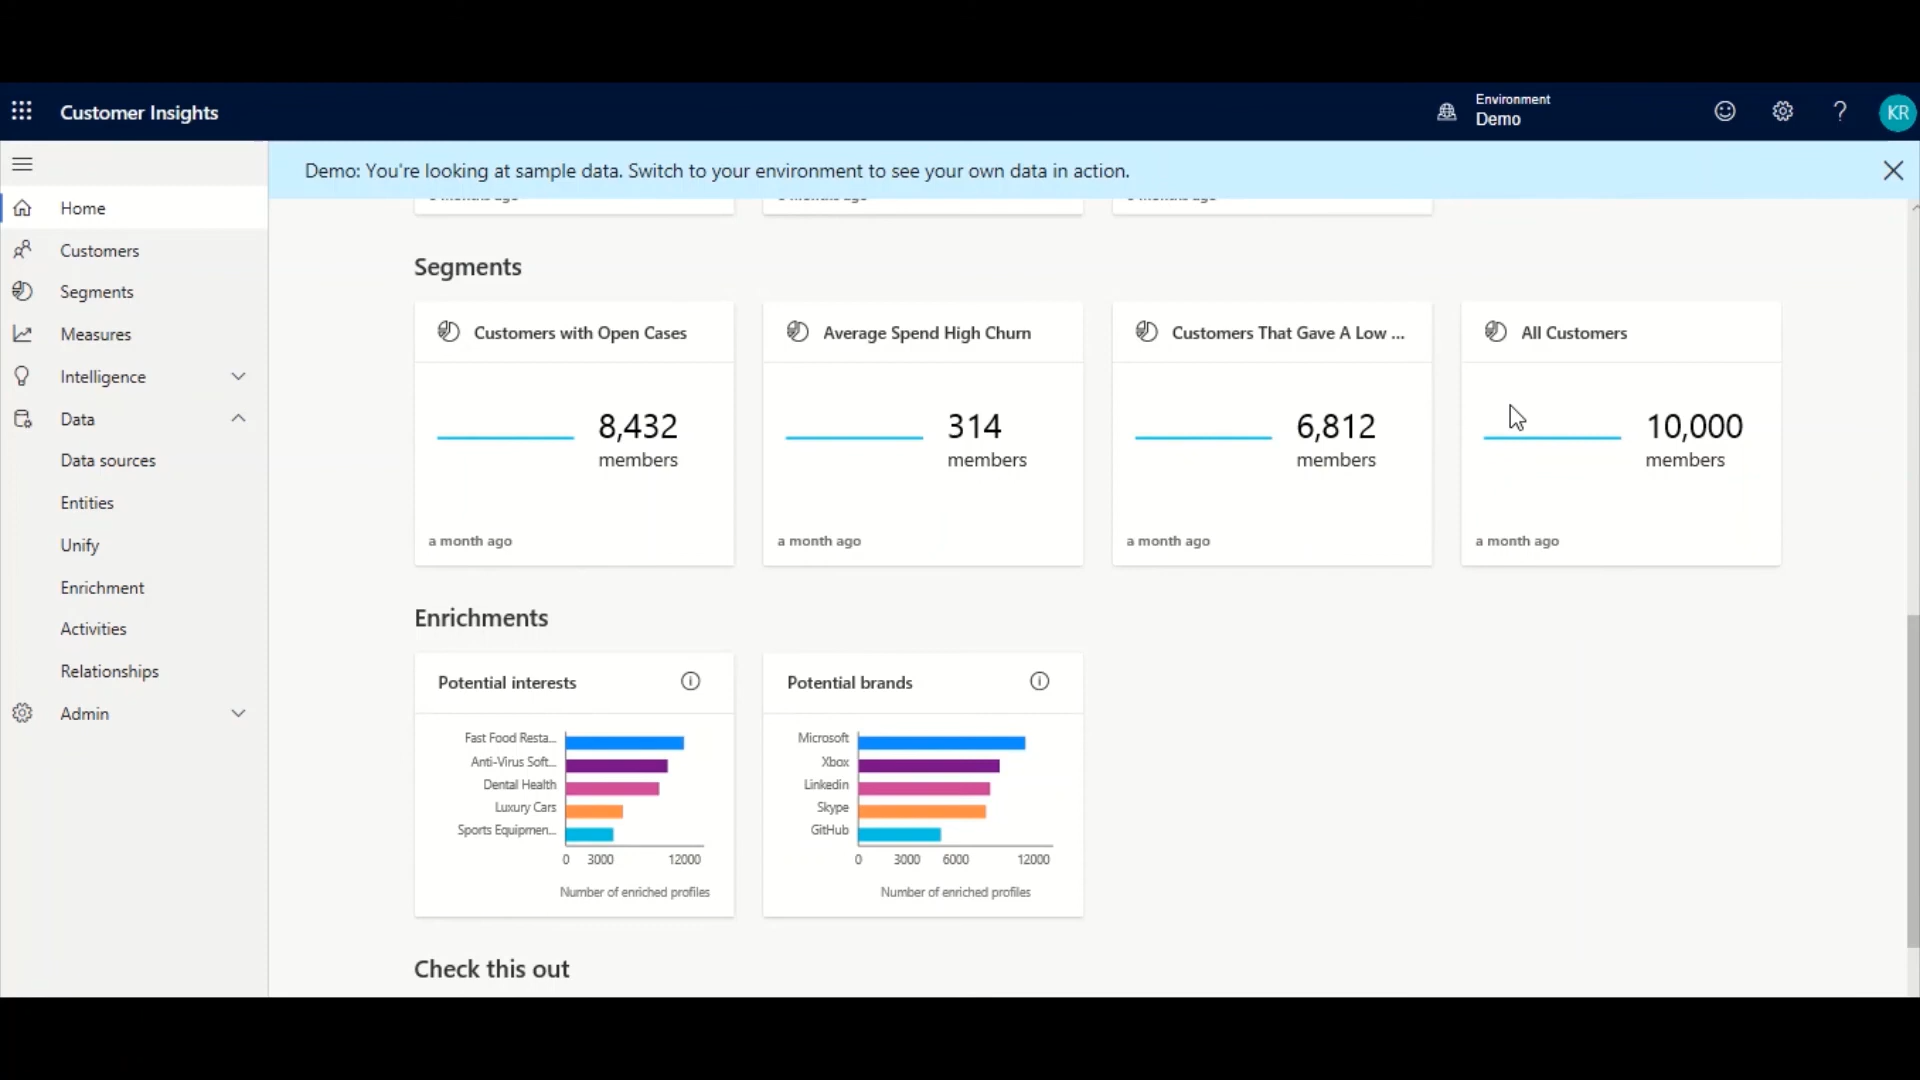 Customer Insights
Environment
Demo
KR
Demo: You're looking at sample data. Switch to your environment to see your own data in action.
Home
Customers
Segments
Measures
Intelligence
Data
Data sources
Entities
Unify
Enrichment
Activities
Relationships
Admin
Segments
Customers with Open Cases
8,432
members
a month ago
Average Spend High Churn
314
members
a month ago
Customers That Gave A Low ...
6,812
members
a month ago
All Customers
10,000
members
a month ago
Enrichments
Potential interests
Fast Food Resta...
Anti-Virus Soft...
Dental Health
Luxury Cars
Sports Equipmen...
0 3000 12000
Number of enriched profiles
Potential brands
Microsoft
Xbox
Linkedin
Skype
GitHub
0 3000 6000 12000
Number of enriched profiles
Check this out